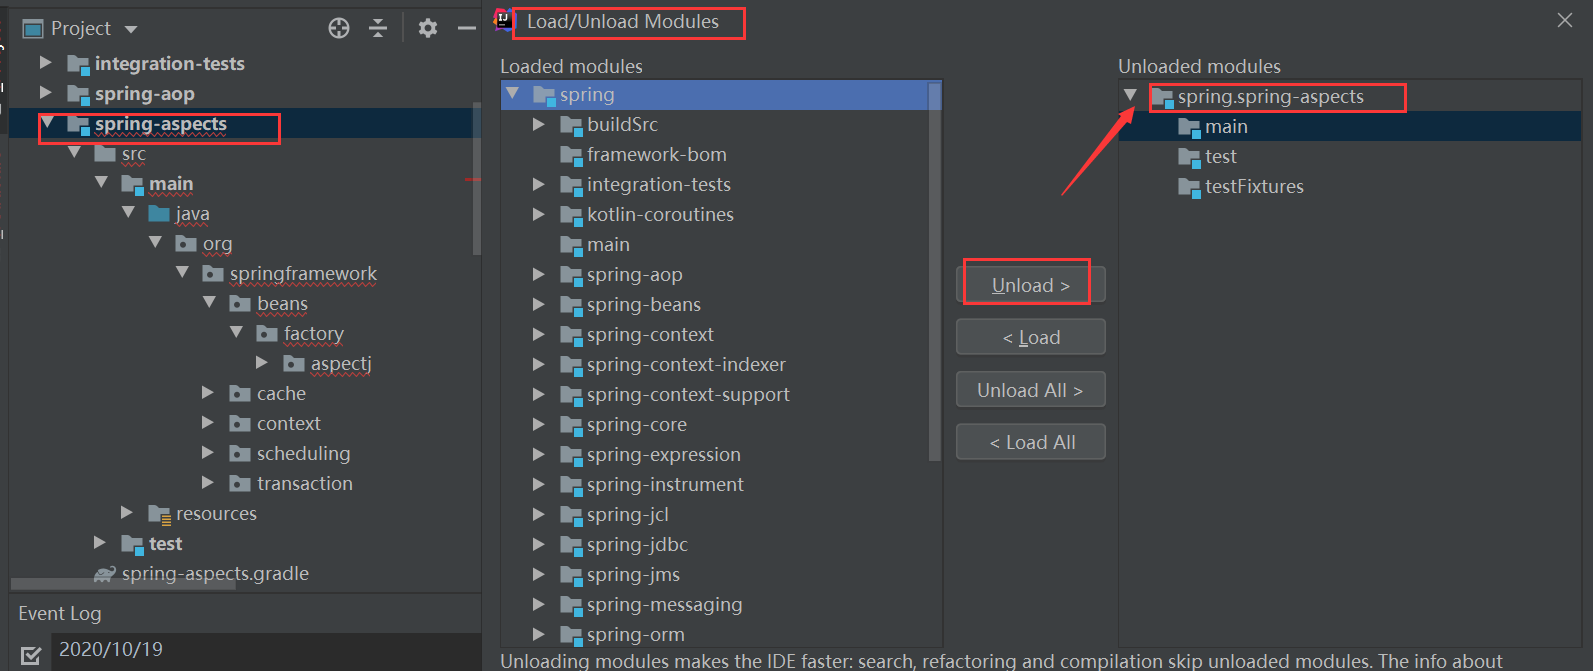 Project
integration-tests
spring-aop
spring-aspects
src
main
java
org
springframework
beans
factory
aspectj
cache
context
scheduling
transaction
resources
test
spring-aspects.gradle
Event Log
2020/10/19
Load/Unload Modules
Loaded modules
spring
buildSrc
framework-bom
integration-tests
kotlin-coroutines
main
spring-aop
spring-beans
spring-context
spring-context-indexer
spring-context-support
spring-core
spring-expression
spring-instrument
spring-jcl
spring-jdbc
spring-jms
spring-messaging
spring-orm
Unload >
< Load
Unload All >
< Load All
Unloaded modules
spring.spring-aspects
main
test
testFixtures
Unloading modules makes the IDE faster: search, refactoring and compilation skip unloaded modules. The info about